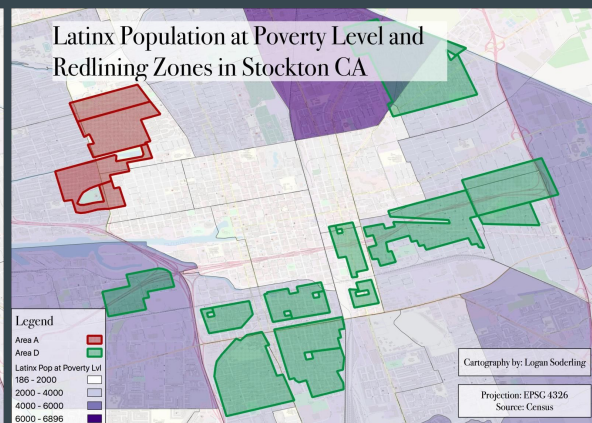 Latinx Population at Poverty Level and
Redlining Zones in Stockton CA
Legend
Area A
Area D
Latinx Pop at Poverty Lvl
186 - 2000
2000 - 4000
4000 - 6000
6000 - 6896
Cartography by: Logan Soderling
Projection: EPSG 4326
Source: Census